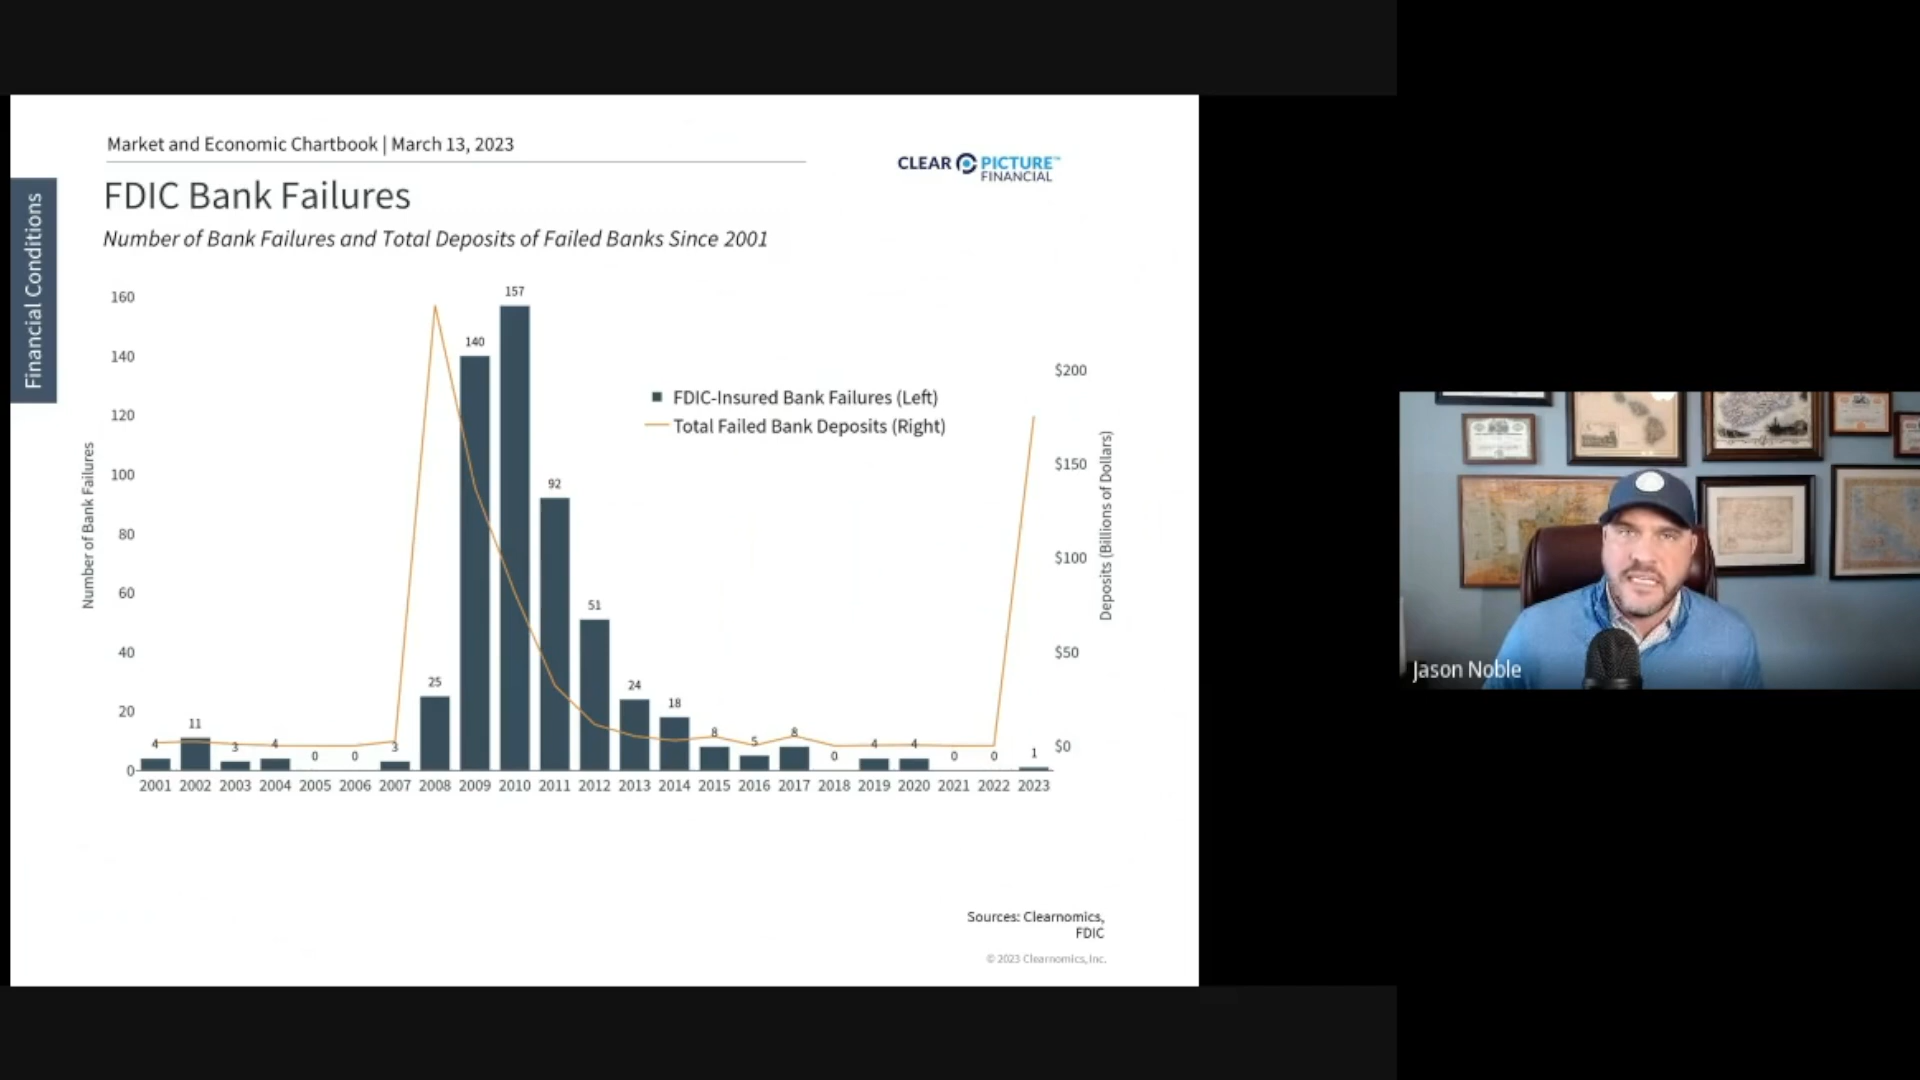 Market and Economic Chartbook | March 13, 2023
CLEAR PICTURE™
FINANCIAL
Financial Conditions
FDIC Bank Failures
Number of Bank Failures and Total Deposits of Failed Banks Since 2001
Number of Bank Failures
160
140
120
100
80
60
40
20
0
4
11
3
4
0
0
3
25
140
157
92
51
24
18
8
5
8
0
4
4
0
0
1
FDIC-Insured Bank Failures (Left)
Total Failed Bank Deposits (Right)
$200
$150
$100
$50
$0
Deposits (Billions of Dollars)
2001 2002 2003 2004 2005 2006 2007 2008 2009 2010 2011 2012 2013 2014 2015 2016 2017 2018 2019 2020 2021 2022 2023
Sources: Clearnomics,
FDIC
© 2023 Clearnomics, Inc.
Jason Noble